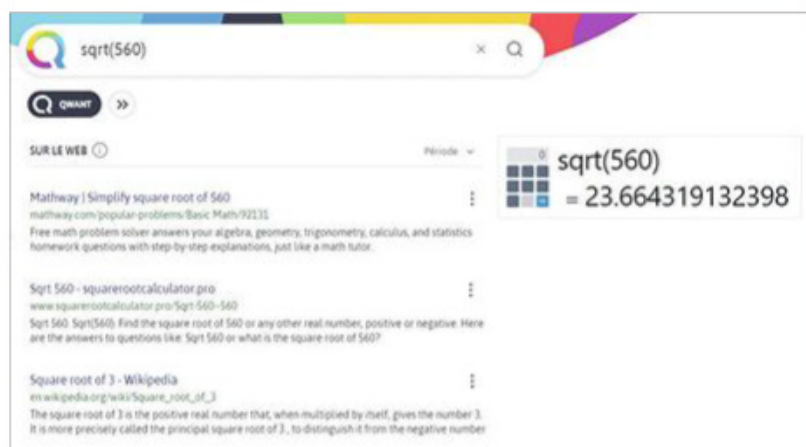 sqrt(560)
QWANT
SUR LE WEB
Période
Mathway | Simplify square root of 560
mathway.com/popular-problems/Basic Math/92131
Free math problem solver answers your algebra, geometry, trigonometry, calculus, and statistics
homework questions with step-by-step explanations, just like a math tutor.
Sqrt 560 - squarerootcalculator.pro
www.squarerootcalculator.pro/Sqrt-560-560
Sqrt 560. Sqrt(560). Find the square root of 560 or any other real number, positive or negative. Here
are the answers to questions like: Sqrt 560 or what is the square root of 560?
Square root of 3 - Wikipedia
en.wikipedia.org/wiki/Square_root_of_3
The square root of 3 is the positive real number that, when multiplied by itself, gives the number 3.
It is more precisely called the principal square root of 3 , to distinguish it from the negative number
0
sqrt(560)
= 23.664319132398